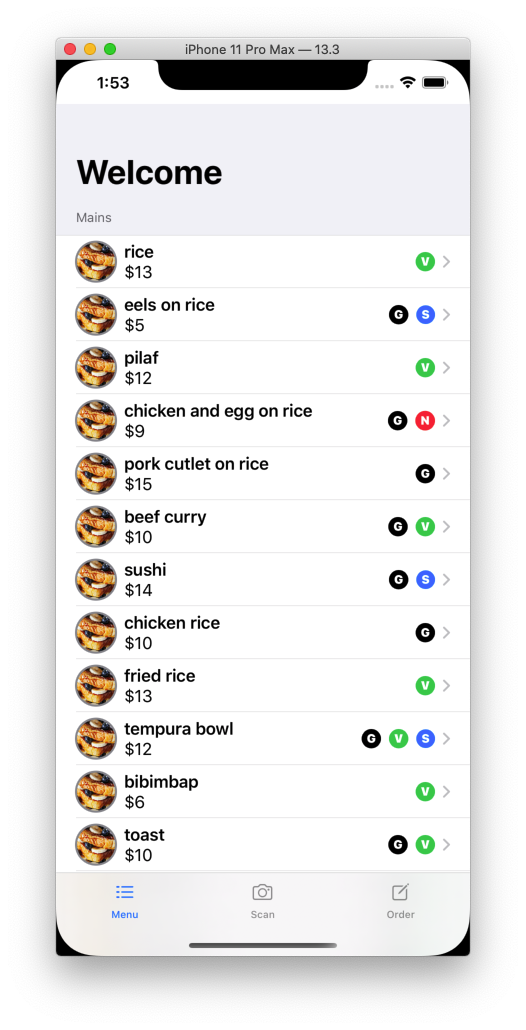 iPhone 11 Pro Max — 13.3
1:53
Welcome
Mains
rice
$13
V
eels on rice
$5
G S
pilaf
$12
V
chicken and egg on rice
$9
G N
pork cutlet on rice
$15
G
beef curry
$10
G V
sushi
$14
G S
chicken rice
$10
G
fried rice
$13
V
tempura bowl
$12
G V S
bibimbap
$6
V
toast
$10
G V
Menu
Scan
Order